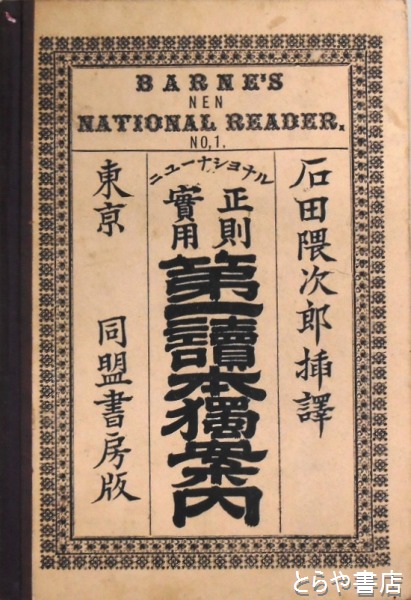 BARNE'S
NEN
NATIONAL READER.
NO,1.
石田隈次郎挿譯
ニューナショナル
正則
實用
第一讀本獨案内
東京 同盟書房版
とらや書店